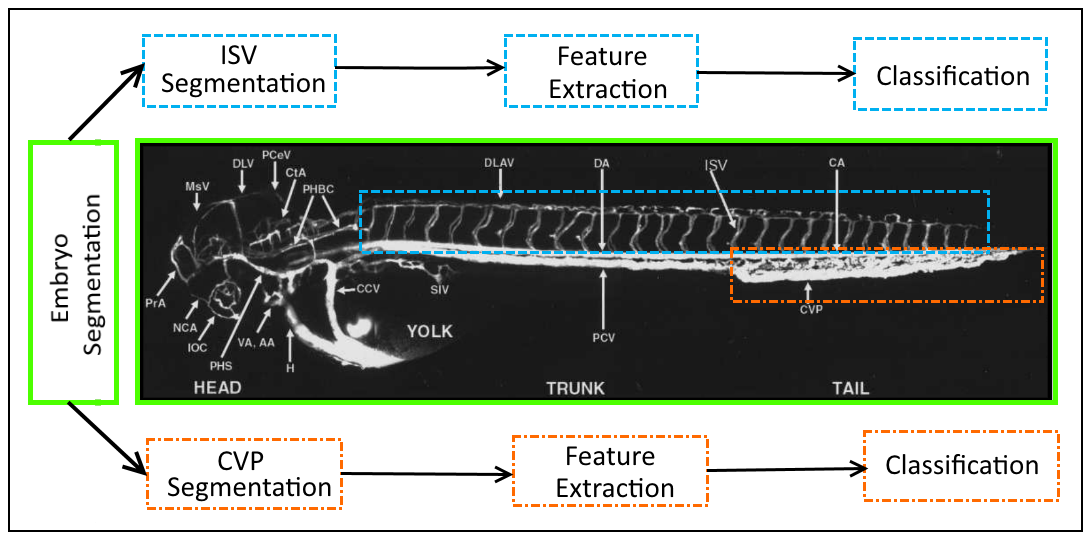 ISV
Segmentation
Feature
Extraction
Classification
Embryo
Segmentation
PCeV
DLV
CtA
MsV
PHBC
DLAV
DA
ISV
CA
PrA
NCA
IOC
PHS
VA, AA
H
CCV
SIV
YOLK
PCV
CVP
HEAD
TRUNK
TAIL
CVP
Segmentation
Feature
Extraction
Classification